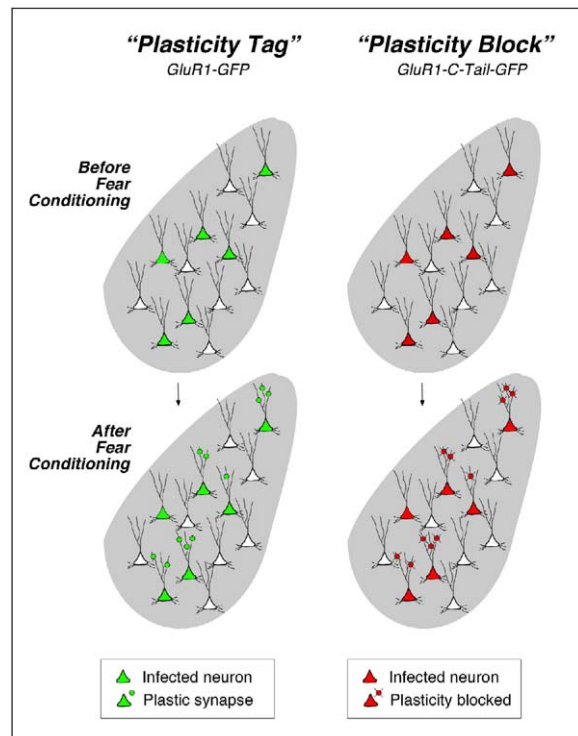 “Plasticity Tag”
GluR1-GFP
“Plasticity Block”
GluR1-C-Tail-GFP
Before
Fear
Conditioning
After
Fear
Conditioning
Infected neuron
Plastic synapse
Infected neuron
Plasticity blocked